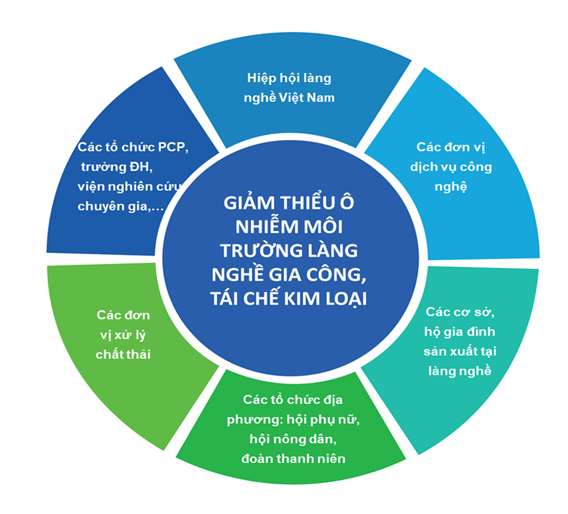 Hiệp hội làng
nghề Việt Nam
Các đơn vị
dịch vụ công
nghệ
Các cơ sở,
hộ gia đình
sản xuất tại
làng nghề
Các tổ chức địa
phương: hội phụ nữ,
hội nông dân,
đoàn thanh niên
Các đơn
vị xử lý
chất thải
Các tổ chức PCP,
trường ĐH,
viện nghiên cứu,
chuyên gia,...
GIẢM THIỂU Ô
NHIỄM MÔI
TRƯỜNG LÀNG
NGHỀ GIA CÔNG,
TÁI CHẾ KIM LOẠI